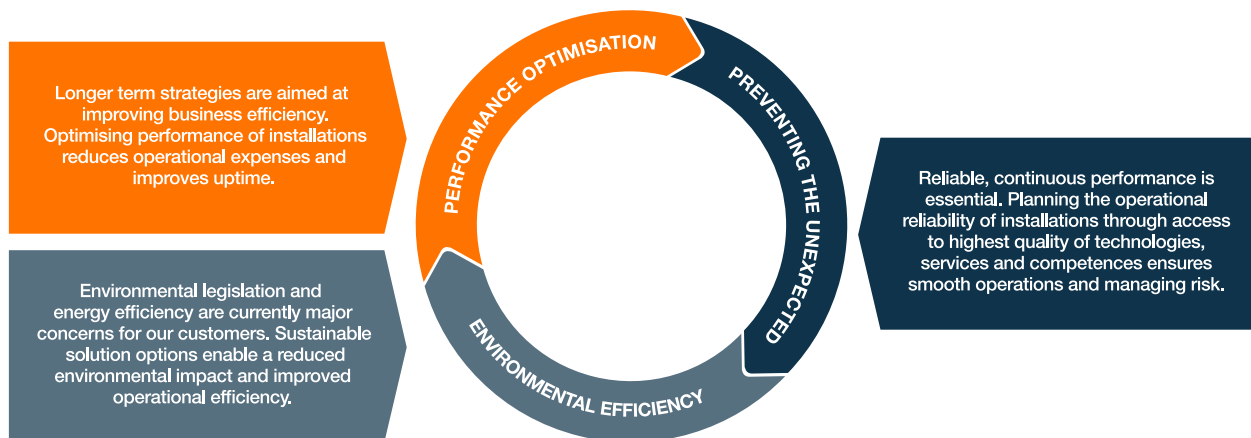 Longer term strategies are aimed at
improving business efficiency.
Optimising performance of installations
reduces operational expenses and
improves uptime.
Environmental legislation and
energy efficiency are currently major
concerns for our customers. Sustainable
solution options enable a reduced
environmental impact and improved
operational efficiency.
PERFORMANCE OPTIMISATION
PREVENTING THE UNEXPECTED
ENVIRONMENTAL EFFICIENCY
Reliable, continuous performance is
essential. Planning the operational
reliability of installations through access
to highest quality of technologies,
services and competences ensures
smooth operations and managing risk.